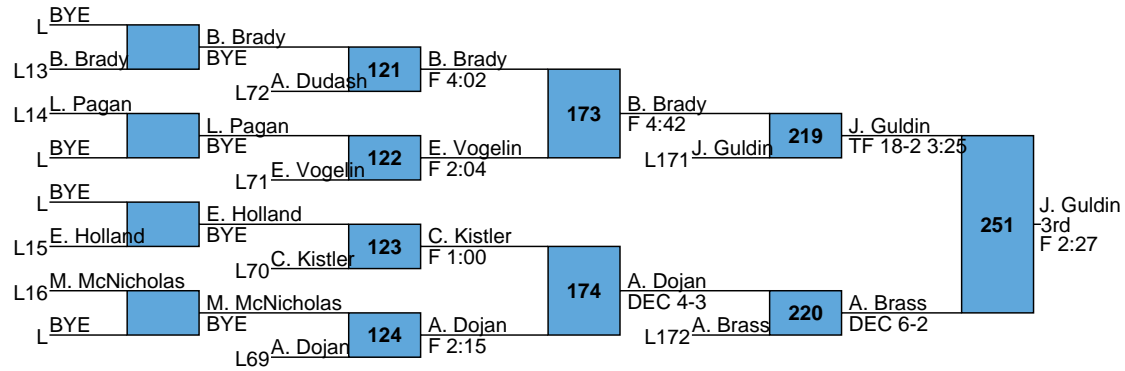 BYE
L
B. Brady
BYE
B. Brady
L13
121
B. Brady
F 4:02
A. Dudash
L72
L. Pagan
L14
173
B. Brady
F 4:42
L. Pagan
BYE
BYE
L
122
E. Vogelin
F 2:04
E. Vogelin
L71
J. Guldin
L171
219
J. Guldin
TF 18-2 3:25
BYE
L
E. Holland
BYE
E. Holland
L15
123
C. Kistler
F 1:00
C. Kistler
L70
251
J. Guldin
3rd
F 2:27
M. McNicholas
L16
174
A. Dojan
DEC 4-3
M. McNicholas
BYE
BYE
L
124
A. Dojan
F 2:15
A. Dojan
L69
A. Brass
L172
220
A. Brass
DEC 6-2